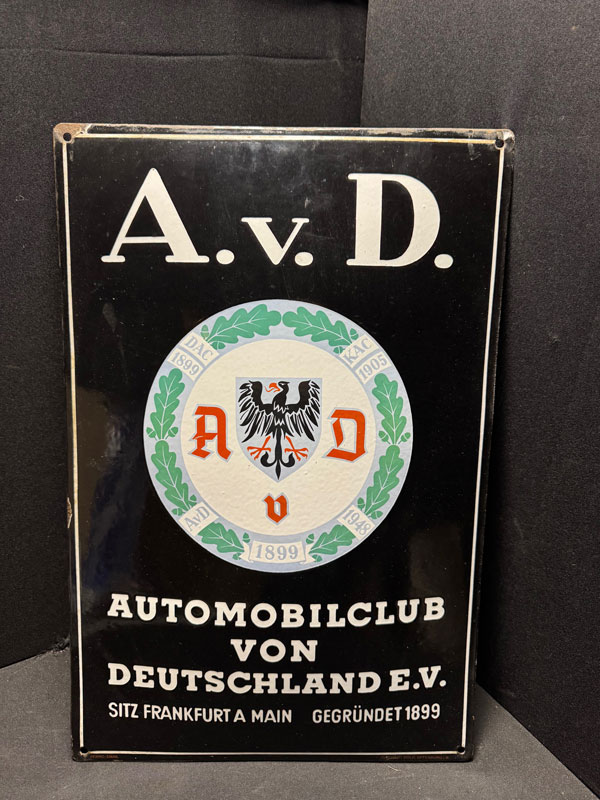 A.v.D.
DAC
1899
KAC
1905
A D
v
AvD
1948
1899
AUTOMOBILCLUB
VON
DEUTSCHLAND E.V.
SITZ FRANKFURT A MAIN GEGRÜNDET 1899